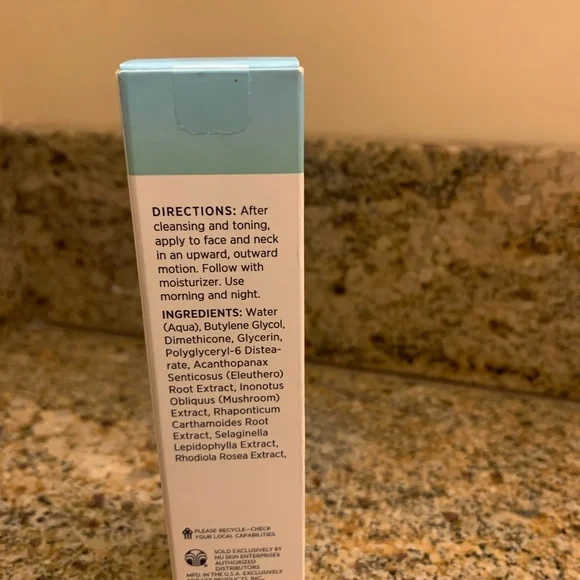 DIRECTIONS: After
cleansing and toning,
apply to face and neck
in an upward, outward
motion. Follow with
moisturizer. Use
morning and night.
INGREDIENTS: Water
(Aqua), Butylene Glycol,
Dimethicone, Glycerin,
Polyglyceryl-6 Distea-
rate, Acanthopanax
Senticosus (Eleuthero)
Root Extract, Inonotus
Obliquus (Mushroom)
Extract, Rhaponticum
Carthamoides Root
Extract, Selaginella
Lepidophylla Extract,
Rhodiola Rosea Extract,
PLEASE RECYCLE—CHECK
YOUR LOCAL CAPABILITIES.
SOLD EXCLUSIVELY BY
NU SKIN ENTERPRISES
AUTHORIZED
DISTRIBUTORS
MFD. IN THE U.S.A. EXCLUSIVELY
PRODUCTS, INC.